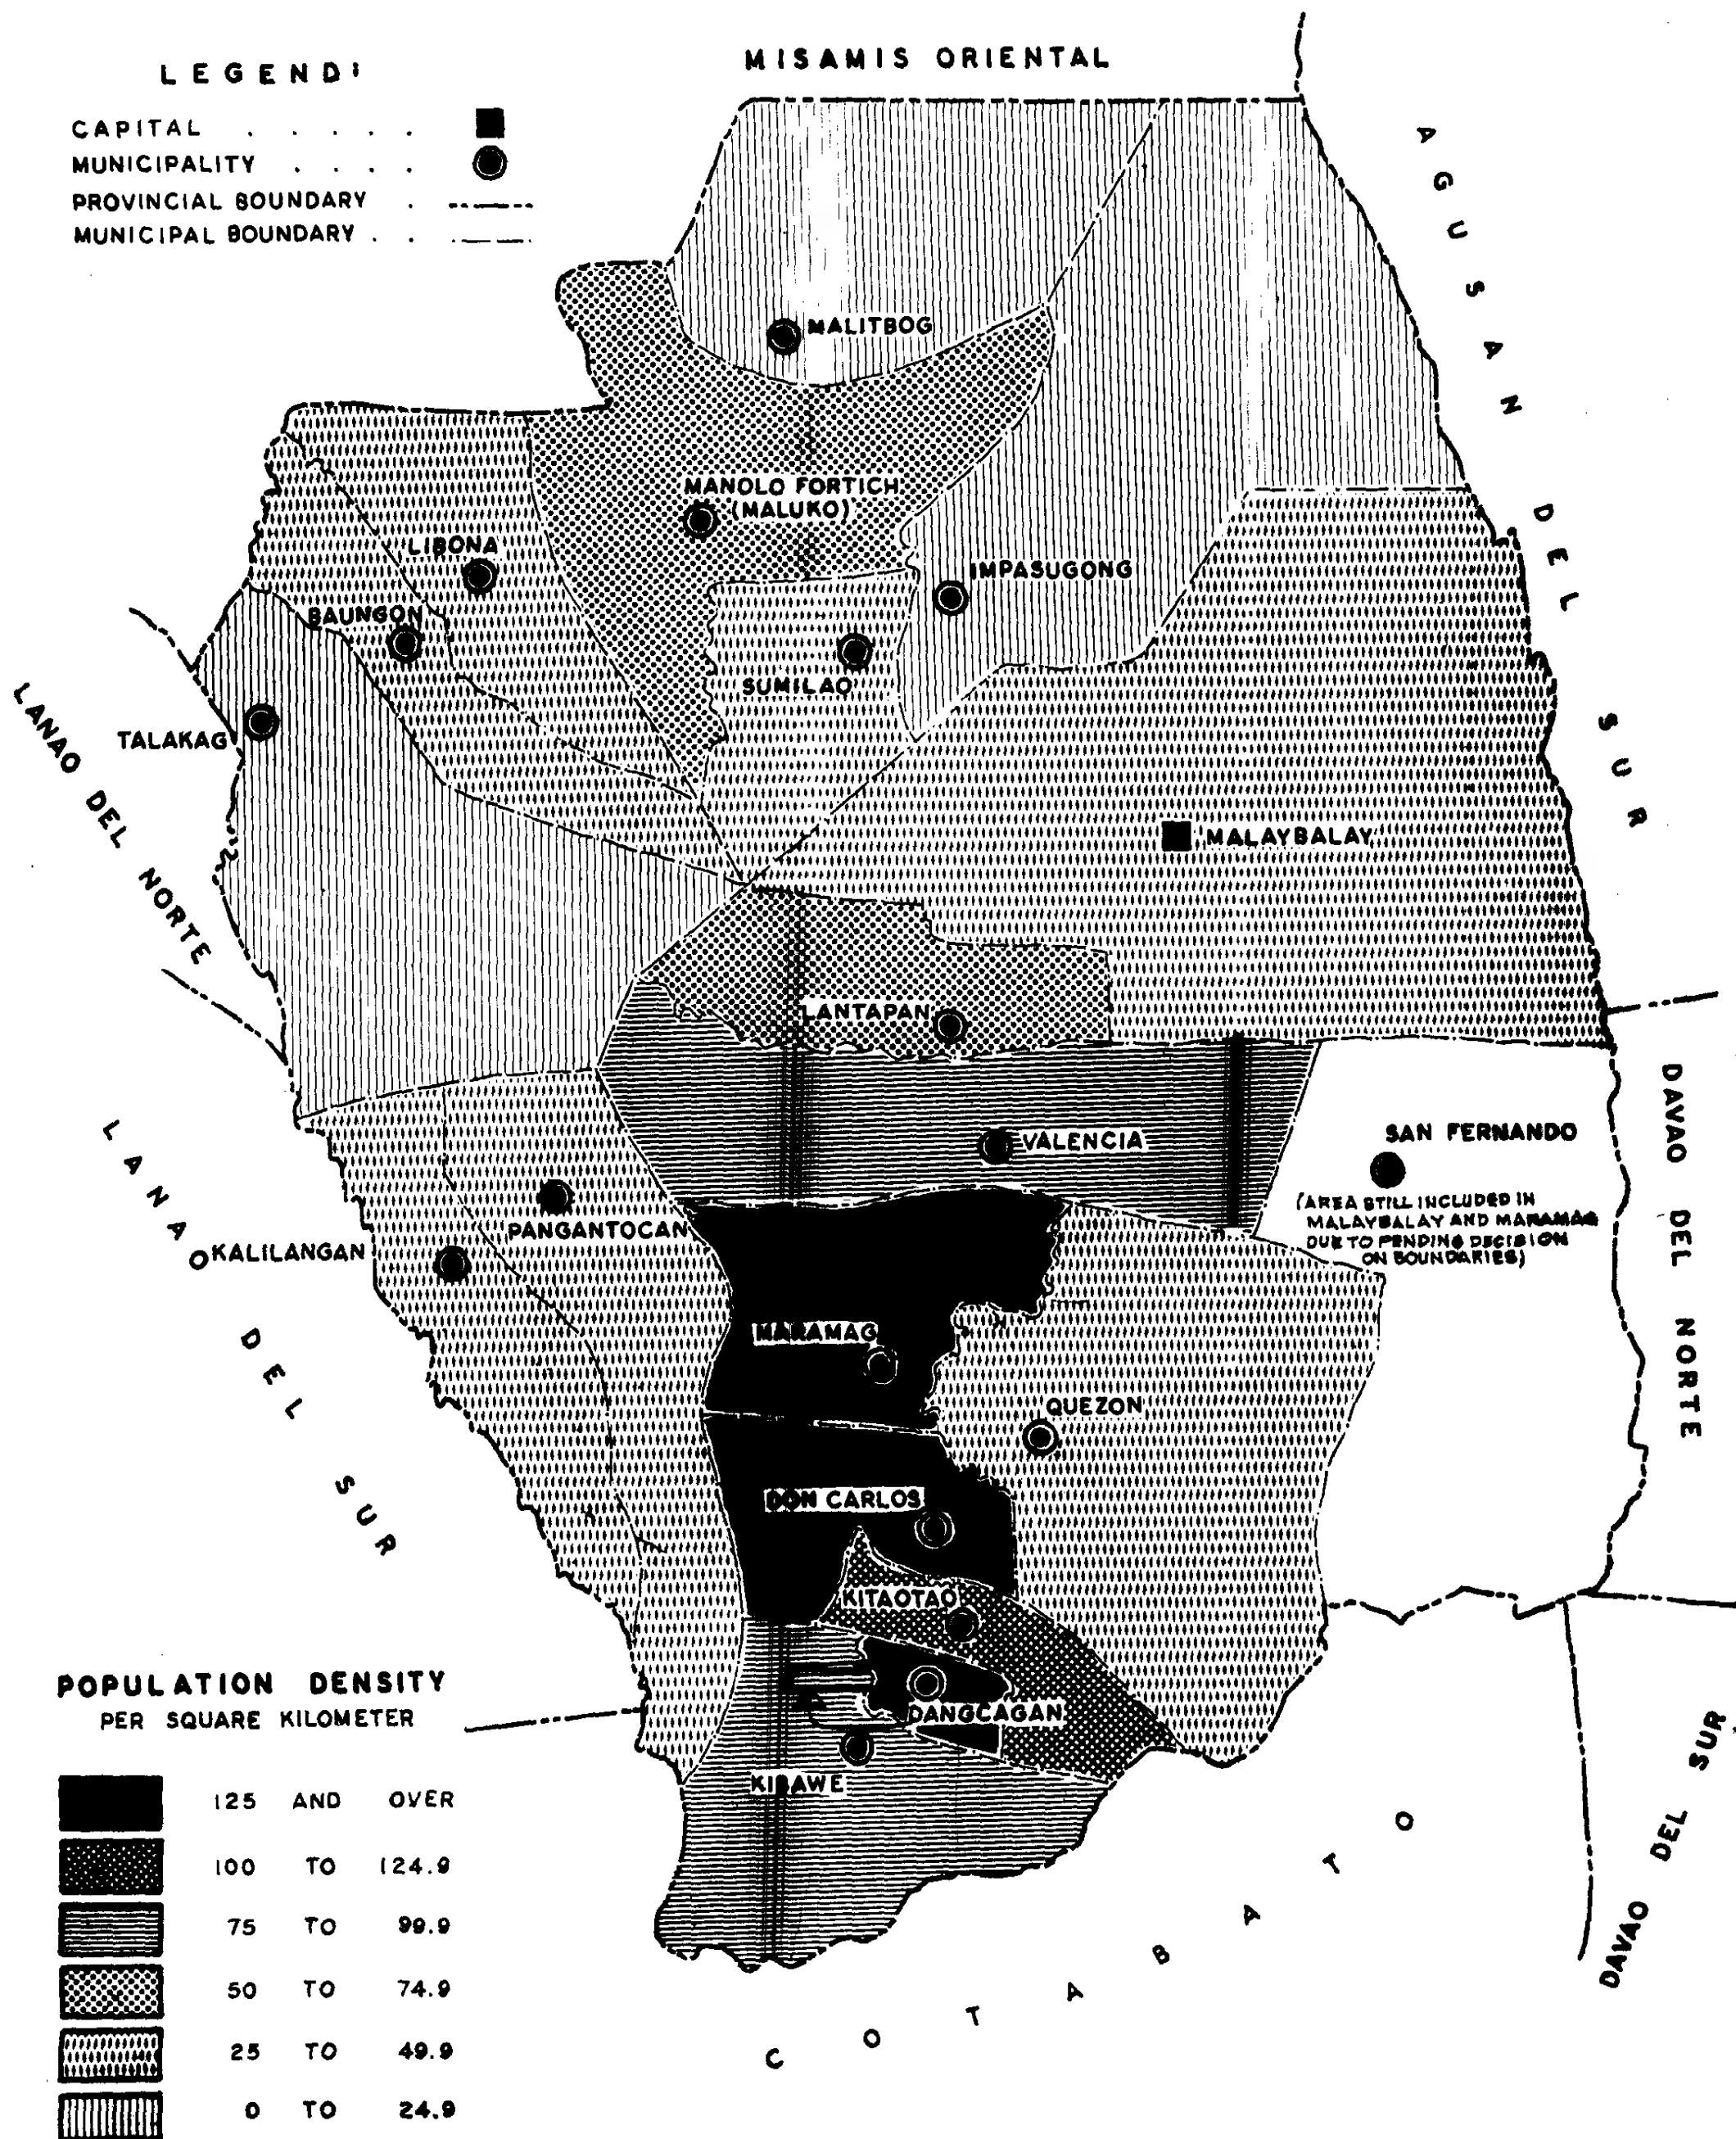 LEGEND:
CAPITAL . . . . .
MUNICIPALITY . . . .
PROVINCIAL BOUNDARY .
MUNICIPAL BOUNDARY . .
MISAMIS ORIENTAL
AGUSAN DEL SUR
MALITBOG
MANOLO FORTICH
(MALUKO)
LIBONA
IMPASUGONG
BAUNGON
SUMILAO
TALAKAG
LANAO DEL NORTE
MALAYBALAY
LANTAPAN
VALENCIA
SAN FERNANDO
(AREA STILL INCLUDED IN
MALAYBALAY AND MARAMAG
DUE TO PENDING DECISION
ON BOUNDARIES)
DAVAO DEL NORTE
PANGANTOCAN
KALILANGAN
LANAO DEL SUR
MARAMAG
QUEZON
DON CARLOS
KITAOTAO
DANGCAGAN
KIBAWE
COTABATO
DAVAO DEL SUR
POPULATION DENSITY
PER SQUARE KILOMETER
125 AND OVER
100 TO 124.9
75 TO 99.9
50 TO 74.9
25 TO 49.9
0 TO 24.9